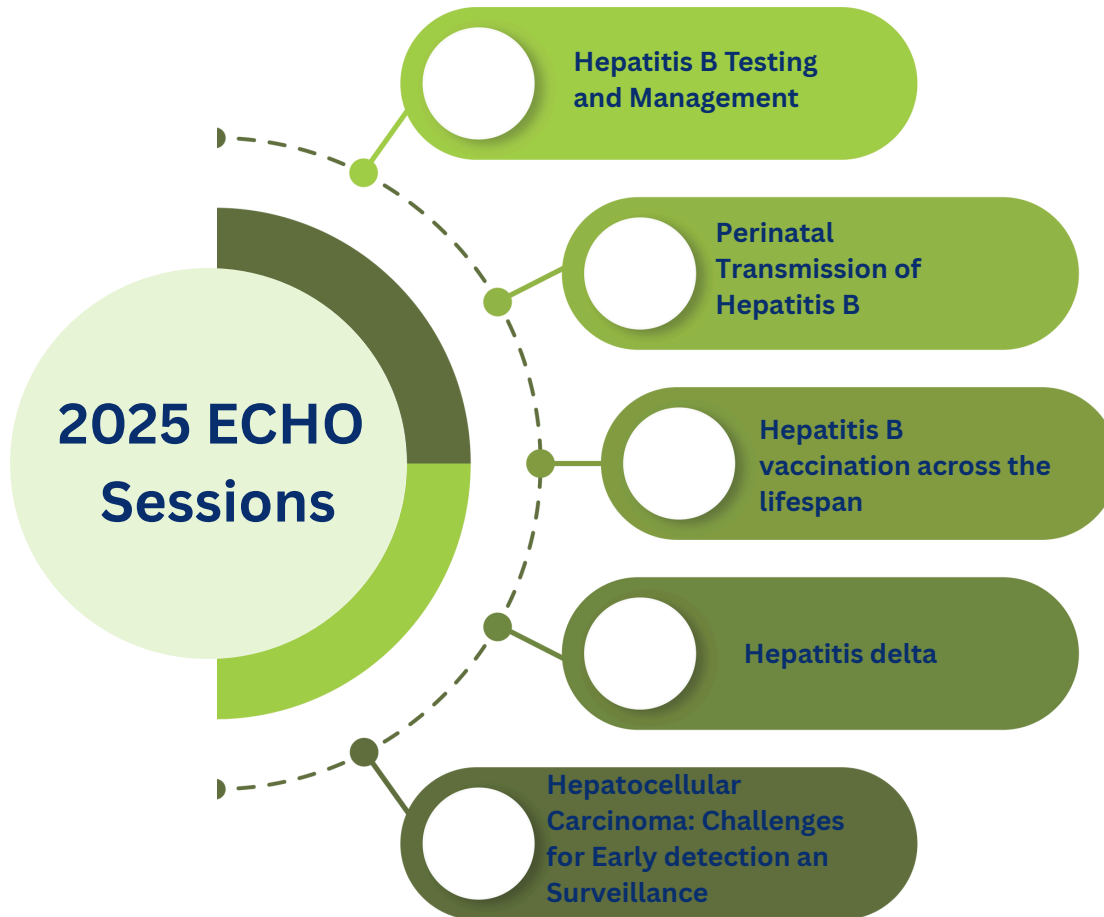 Hepatitis B Testing
and Management
Perinatal
Transmission of
Hepatitis B
2025 ECHO
Sessions
Hepatitis B
vaccination across the
lifespan
Hepatitis delta
Hepatocellular
Carcinoma: Challenges
for Early detection an
Surveillance